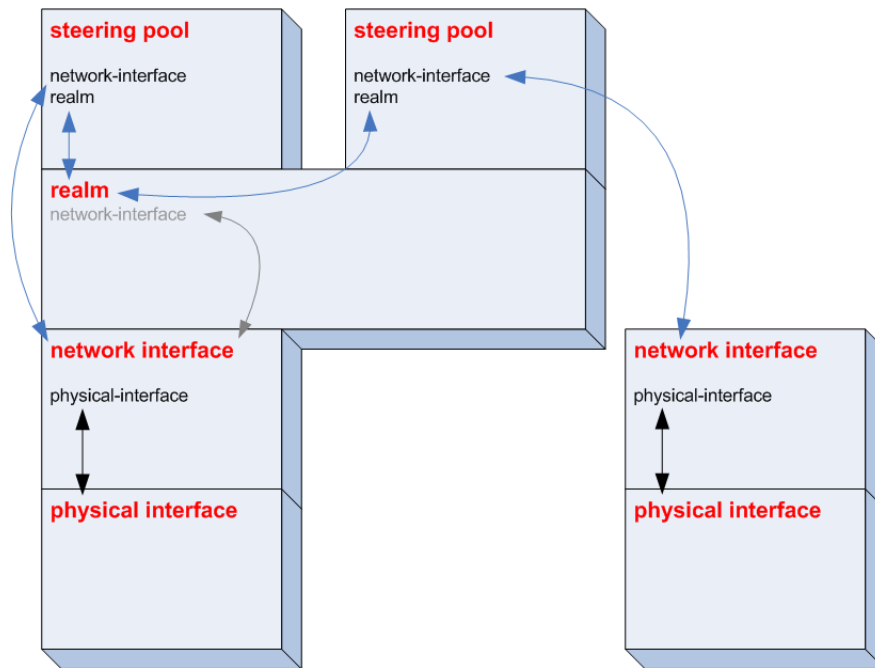 steering pool
network-interface
realm
steering pool
network-interface
realm
realm
network-interface
network interface
physical-interface
physical interface
network interface
physical-interface
physical interface